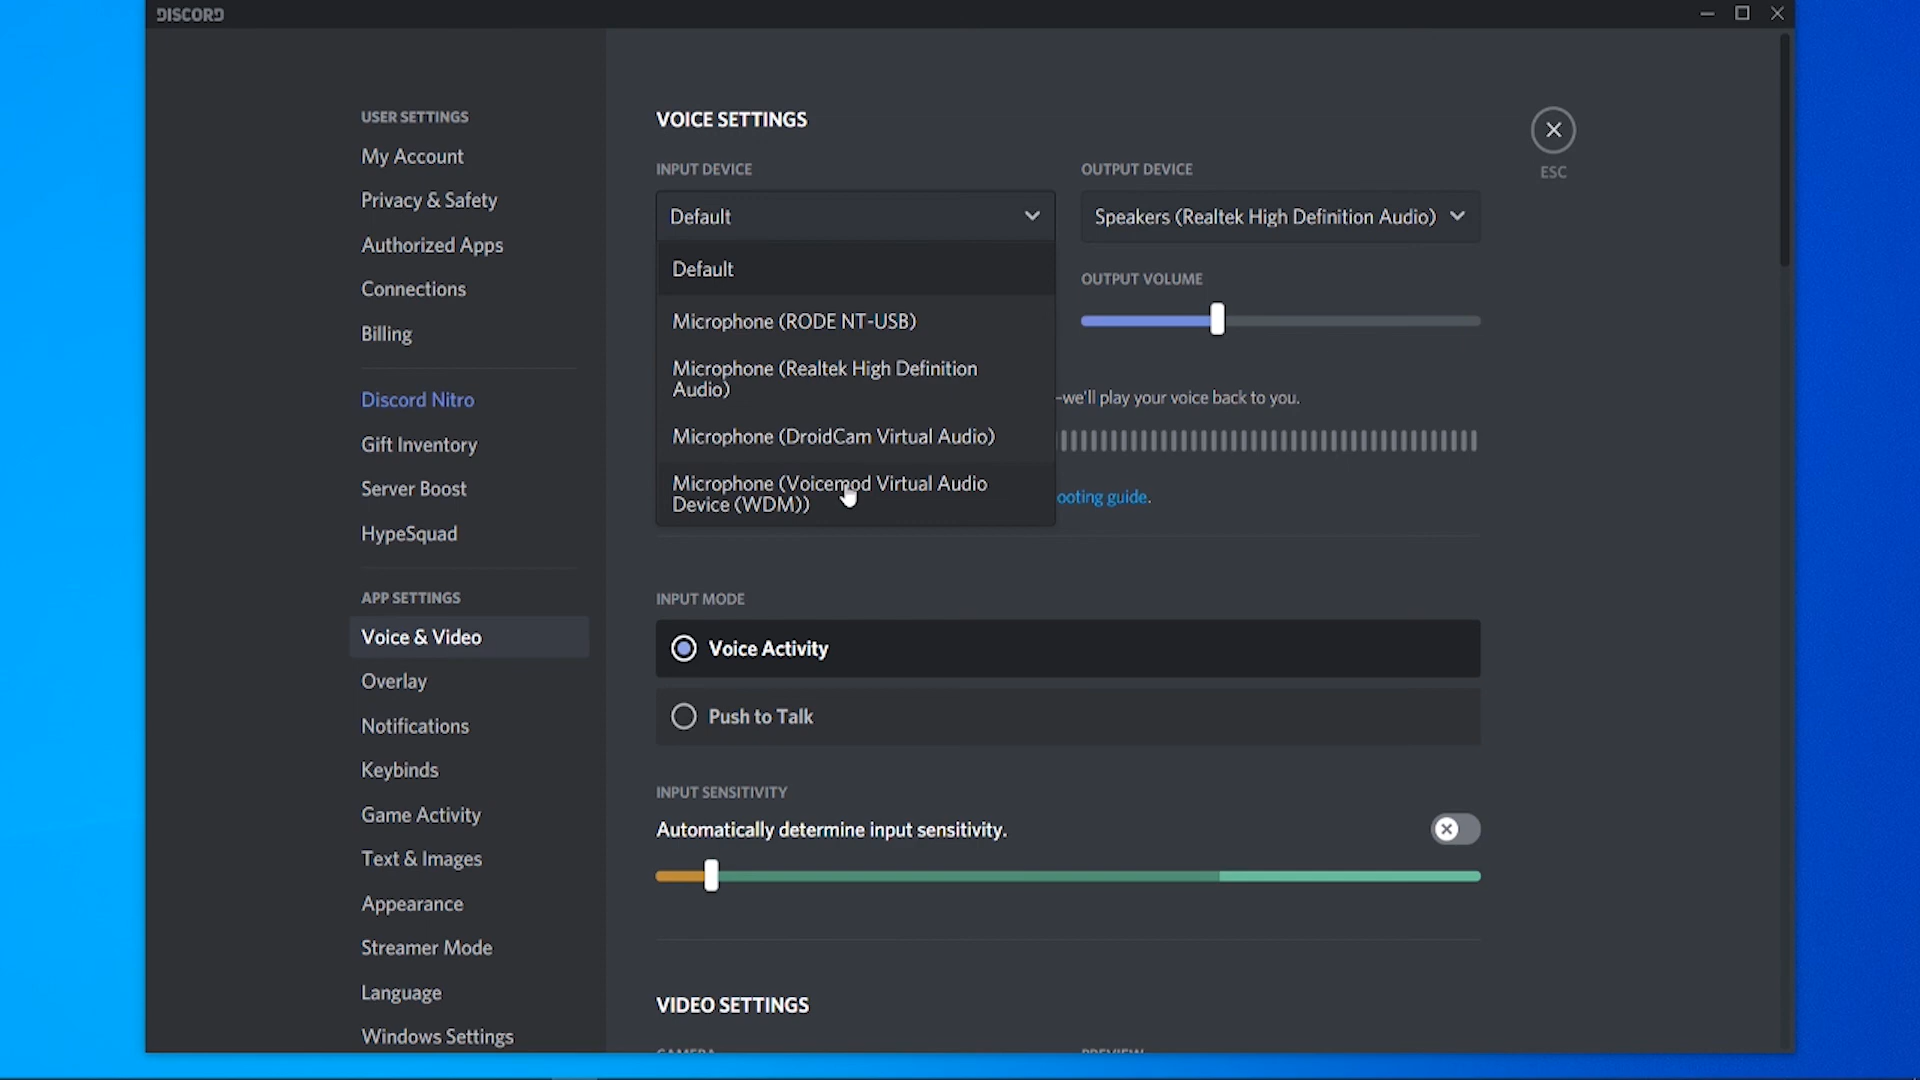 DISCORD
USER SETTINGS
My Account
Privacy & Safety
Authorized Apps
Connections
Billing
Discord Nitro
Gift Inventory
Server Boost
HypeSquad
APP SETTINGS
Voice & Video
Overlay
Notifications
Keybinds
Game Activity
Text & Images
Appearance
Streamer Mode
Language
Windows Settings
VOICE SETTINGS
INPUT DEVICE
Default
Default
Microphone (RODE NT-USB)
Microphone (Realtek High Definition
Audio)
Microphone (DroidCam Virtual Audio)
Microphone (Voicemod Virtual Audio
Device (WDM))
OUTPUT DEVICE
Speakers (Realtek High Definition Audio)
OUTPUT VOLUME
-we'll play your voice back to you.
ooting guide.
ESC
INPUT MODE
Voice Activity
Push to Talk
INPUT SENSITIVITY
Automatically determine input sensitivity.
VIDEO SETTINGS
CAMERA
PREVIEW